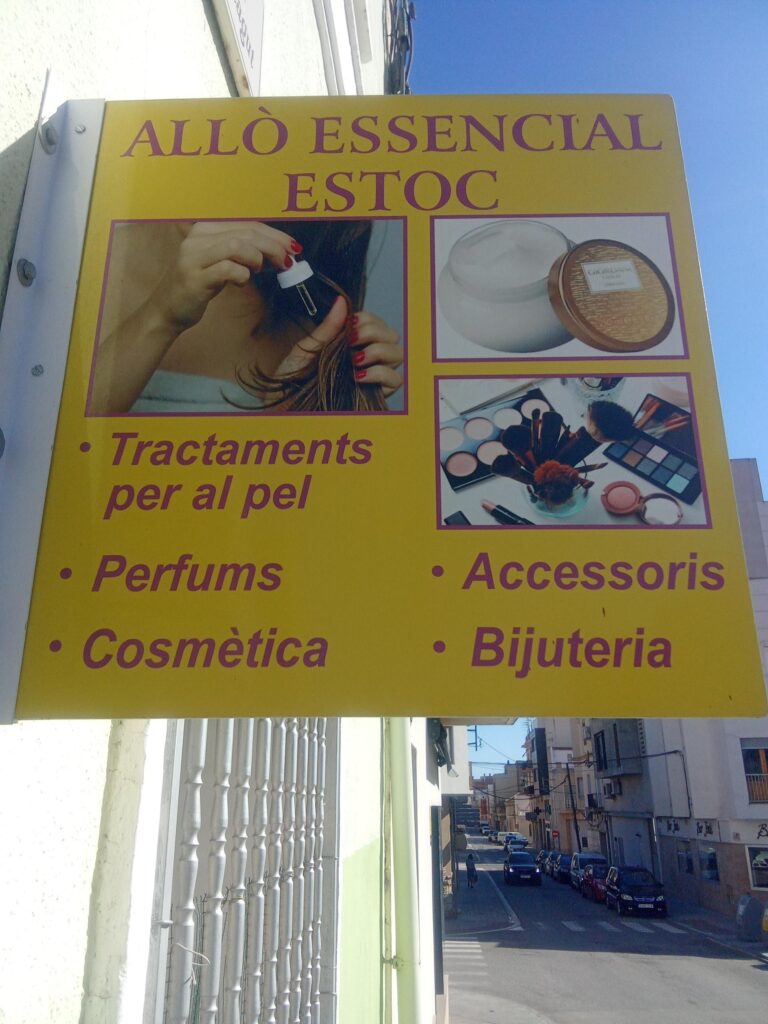 ALLÒ ESSENCIAL
ESTOC
• Tractaments
per al pel
• Perfums
• Cosmètica
• Accessoris
• Bijuteria